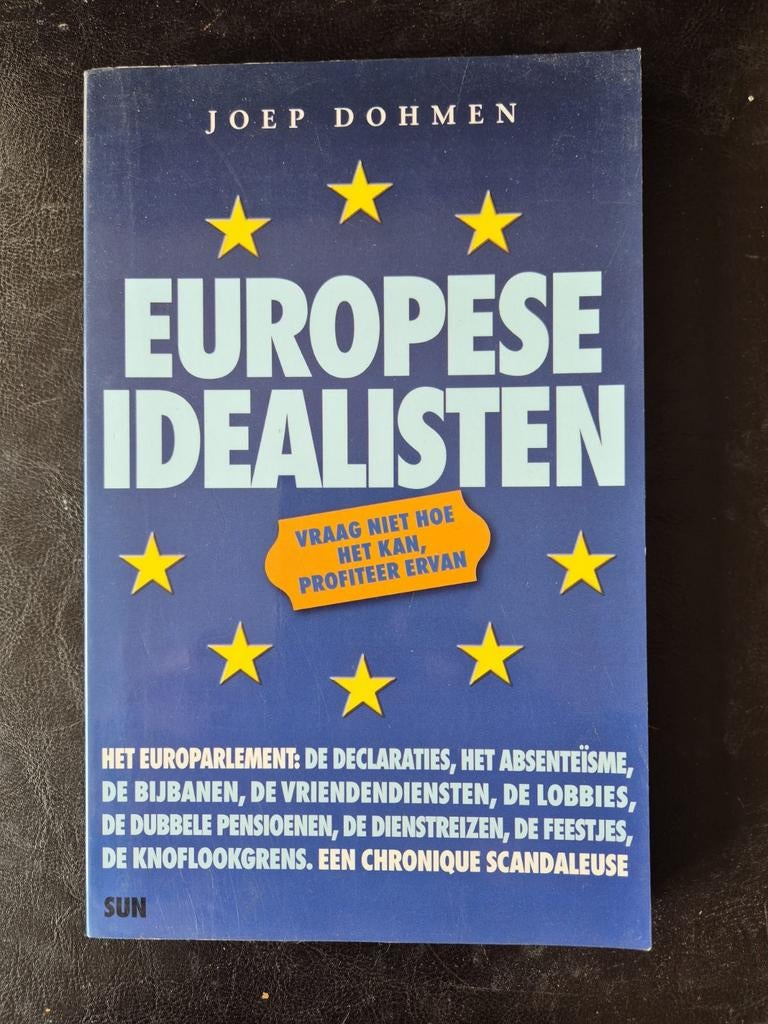 JOEP DOHMEN
EUROPESE
IDEALISTEN
VRAAG NIET HOE
HET KAN,
PROFITEER ERVAN
HET EUROPARLEMENT: DE DECLARATIES, HET ABSENTEÏSME,
DE BIJBANEN, DE VRIENDENDIENSTEN, DE LOBBIES,
DE DUBBELE PENSIOENEN, DE DIENSTREIZEN, DE FEESTJES,
DE KNOFLOOKGRENS. EEN CHRONIQUE SCANDALEUSE
SUN